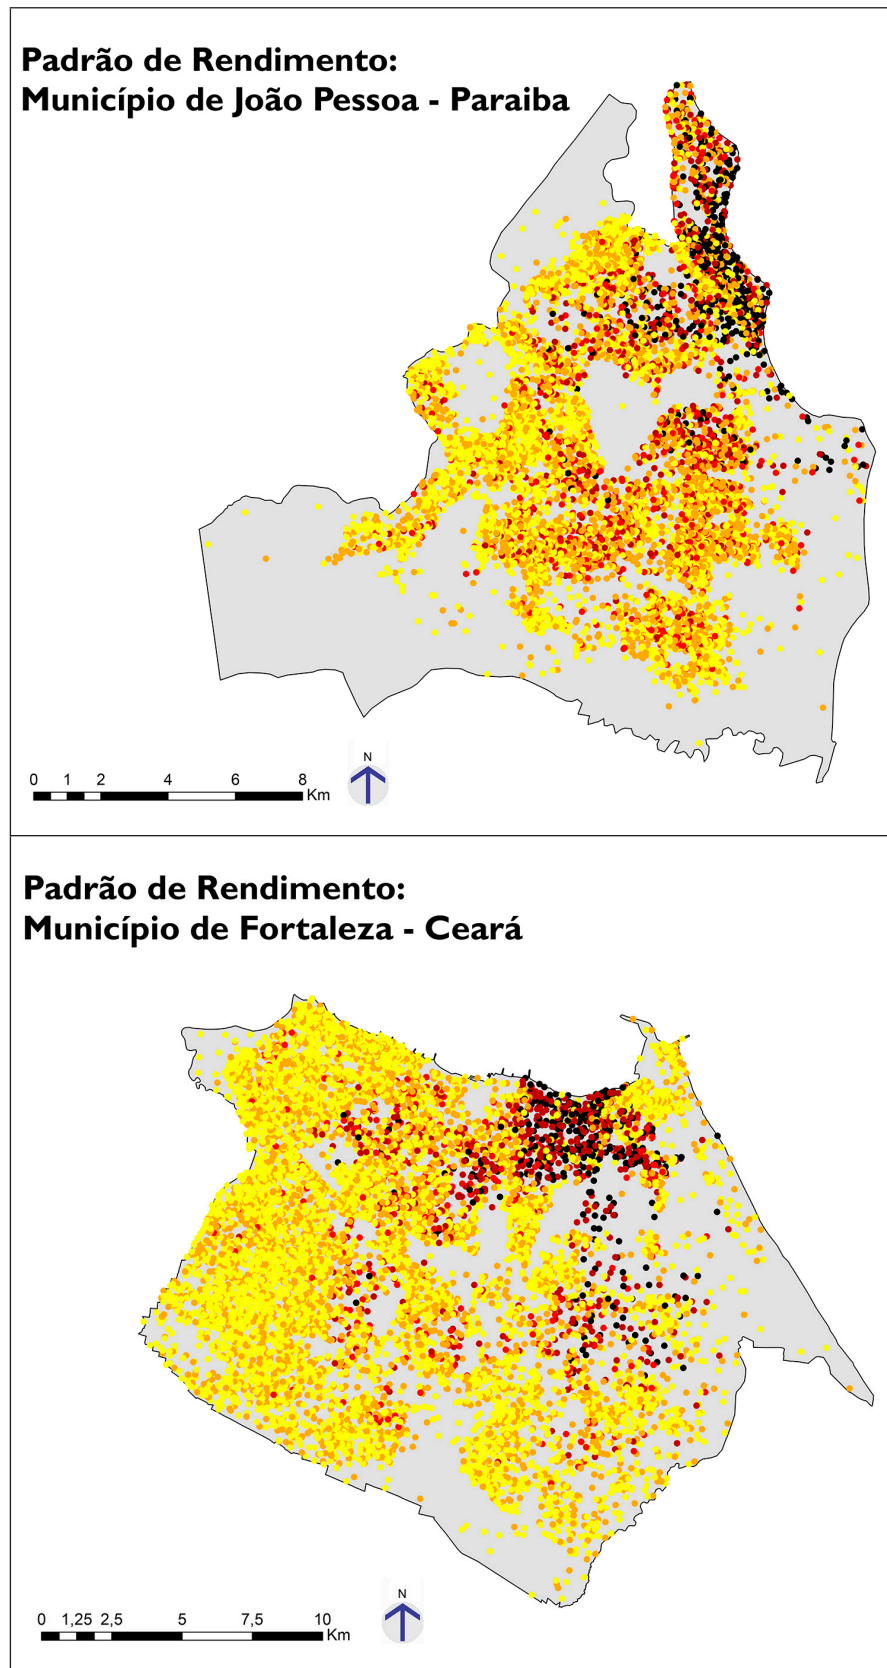 Padrão de Rendimento:
Município de João Pessoa - Paraiba
N
0 1 2 4 6 8
Km
Padrão de Rendimento:
Município de Fortaleza - Ceará
N
0 1,25 2,5 5 7,5 10
Km